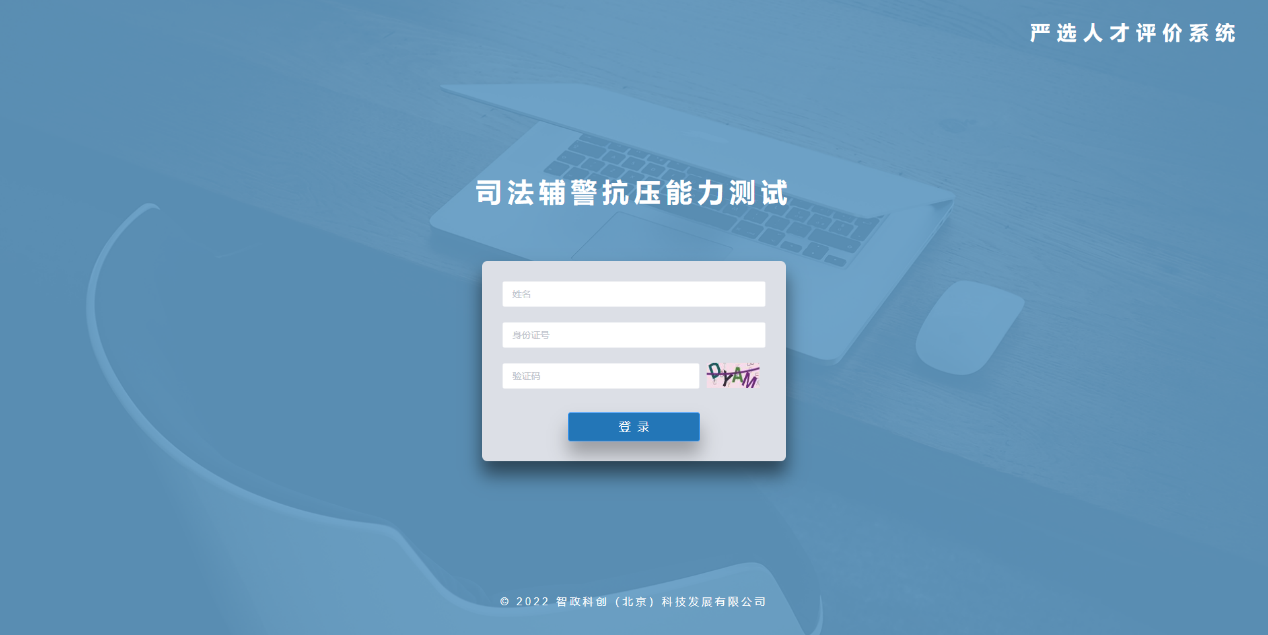 严选人才评价系统
司法辅警抗压能力测试
姓名
身份证号
验证码
DYAM
登 录
© 2022 智政科创（北京）科技发展有限公司